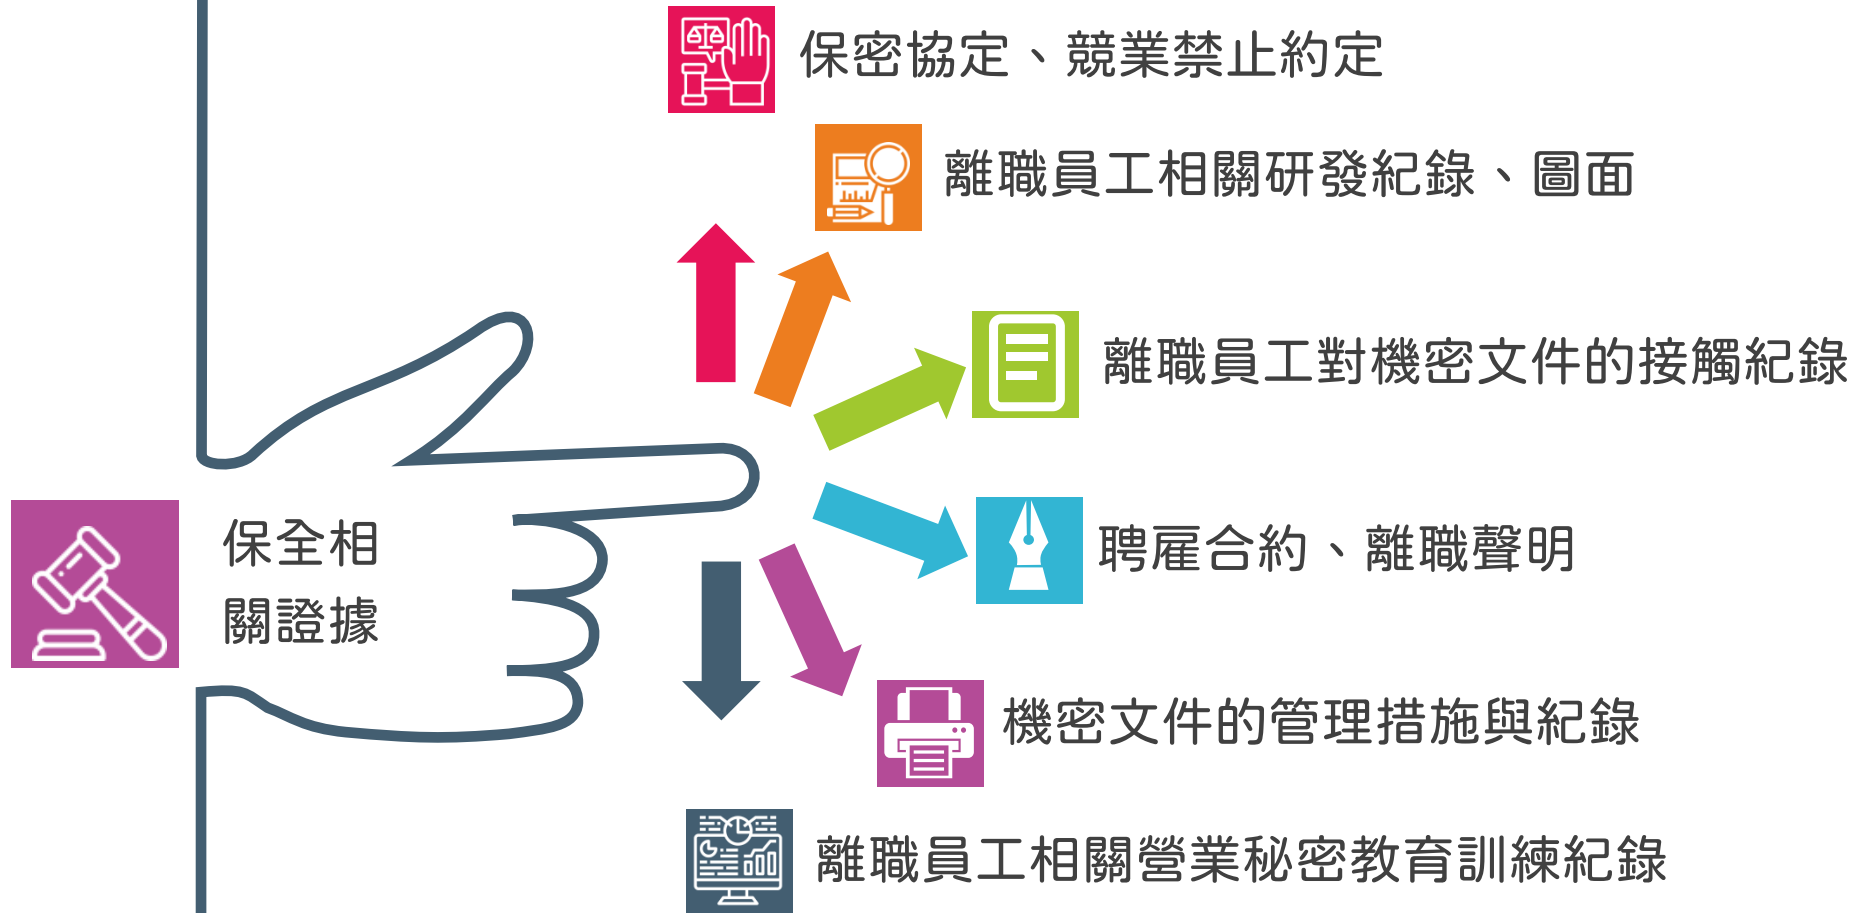 保密協定、競業禁止約定
離職員工相關研發紀錄、圖面
離職員工對機密文件的接觸紀錄
保全相
關證據
聘雇合約、離職聲明
機密文件的管理措施與紀錄
離職員工相關營業秘密教育訓練紀錄